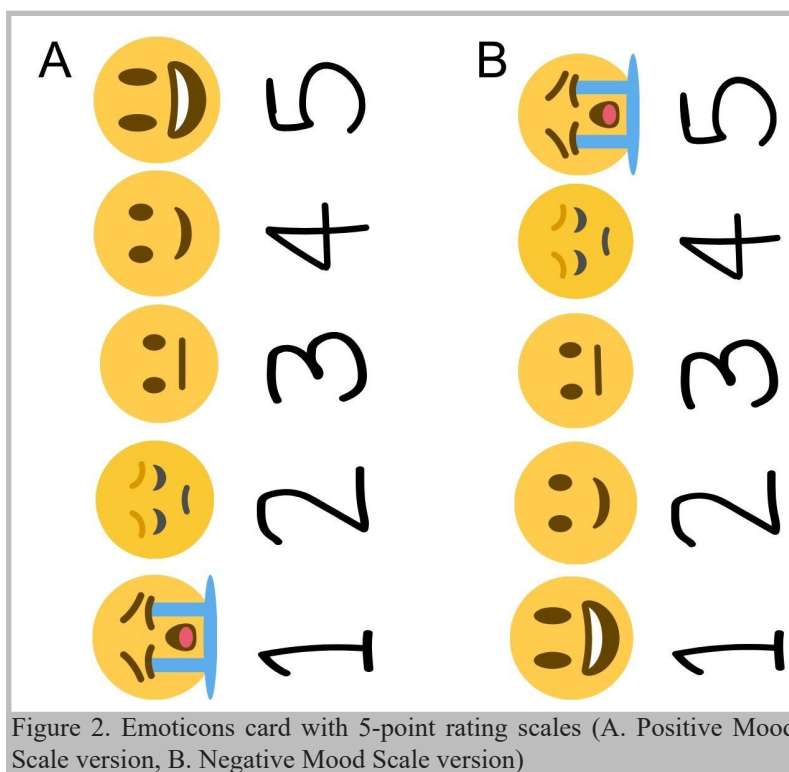 A
B
5
5
4
4
3
3
2
2
1
1
Figure 2. Emoticons card with 5-point rating scales (A. Positive Mood
Scale version, B. Negative Mood Scale version)